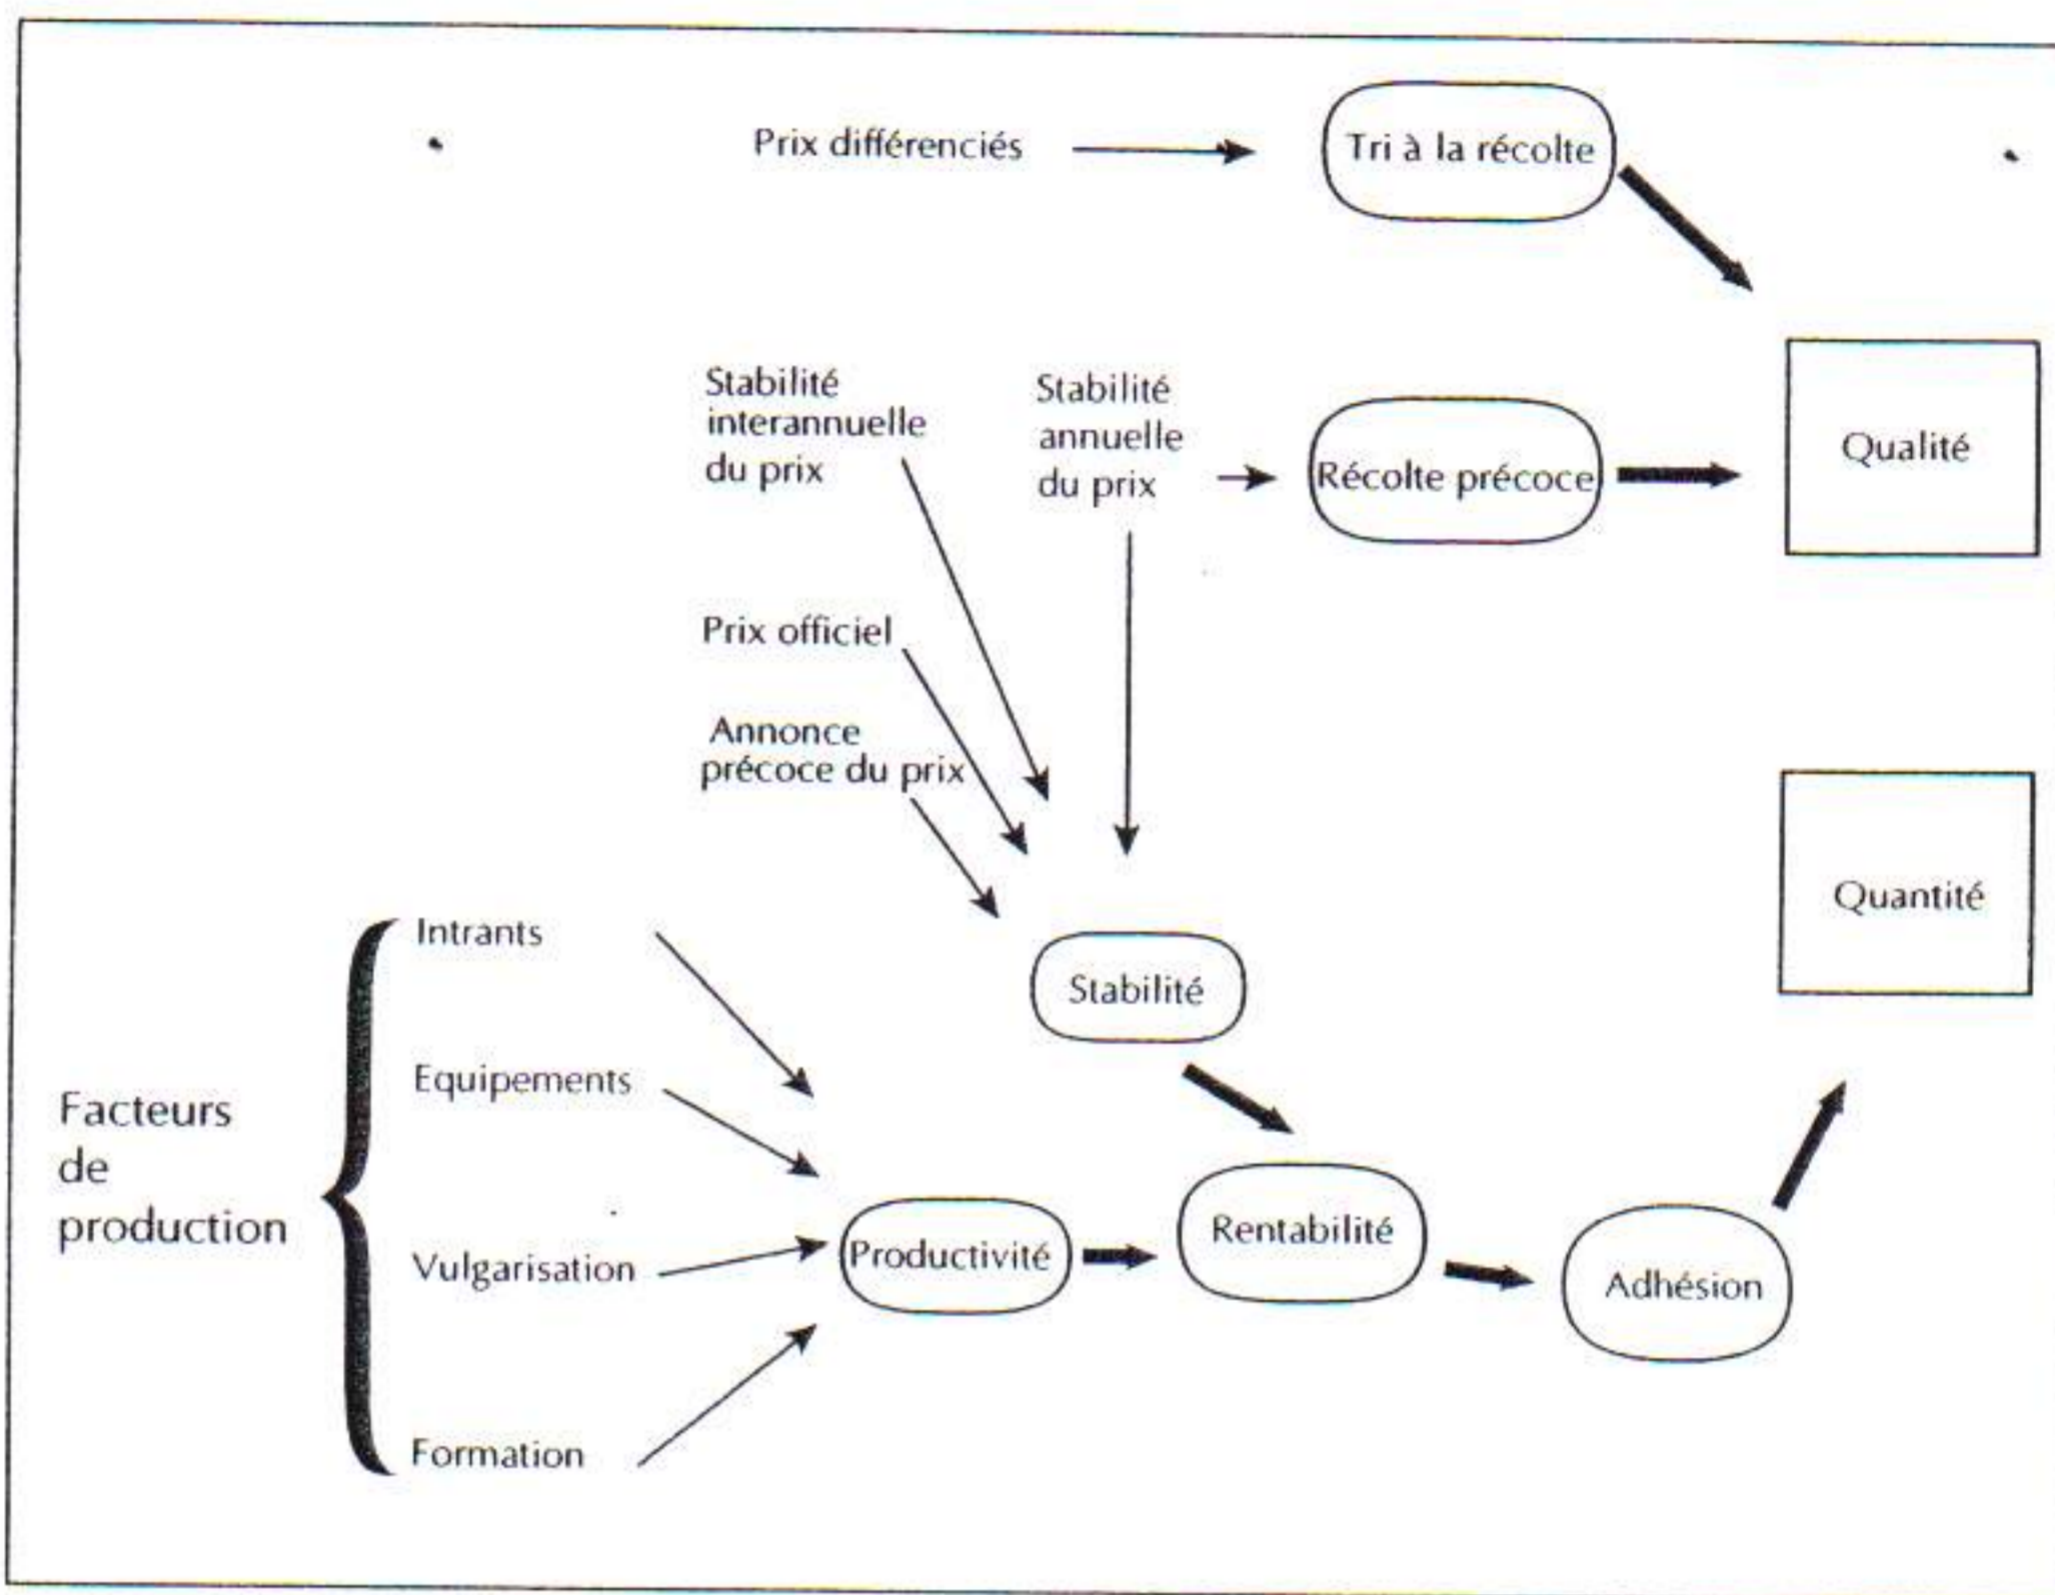 Prix différenciés
Tri à la récolte
Stabilité
interannuelle
du prix
Stabilité
annuelle
du prix
Récolte précoce
Qualité
Prix officiel
Annonce
précoce du prix
Quantité
Intrants
Stabilité
Equipements
Facteurs
de
production
Vulgarisation
Productivité
Rentabilité
Adhésion
Formation